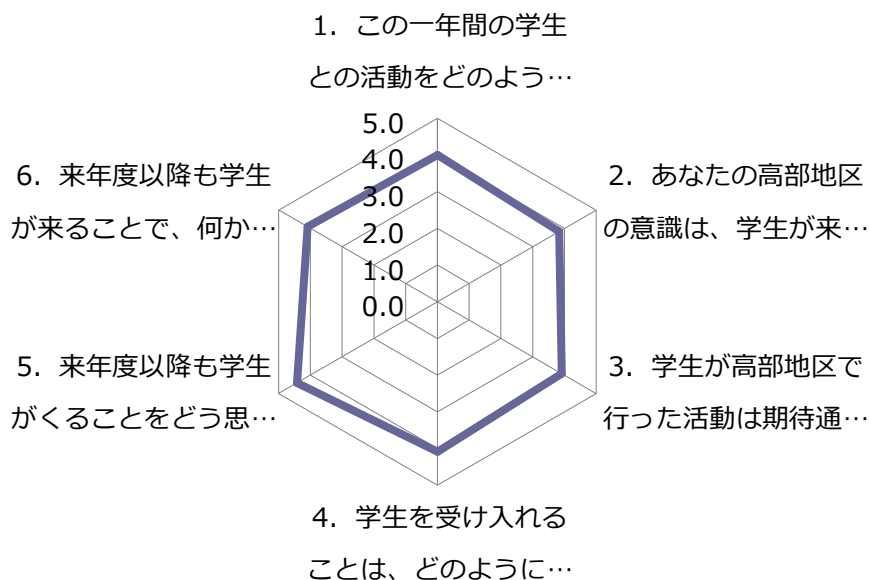 1. この一年間の学生
との活動をどのよう…
5.0
4.0
3.0
2.0
1.0
0.0
2. あなたの高部地区
の意識は、学生が来…
3. 学生が高部地区で
行った活動は期待通…
4. 学生を受け入れる
ことは、どのように…
5. 来年度以降も学生
がくることをどう思…
6. 来年度以降も学生
が来ることで、何か…